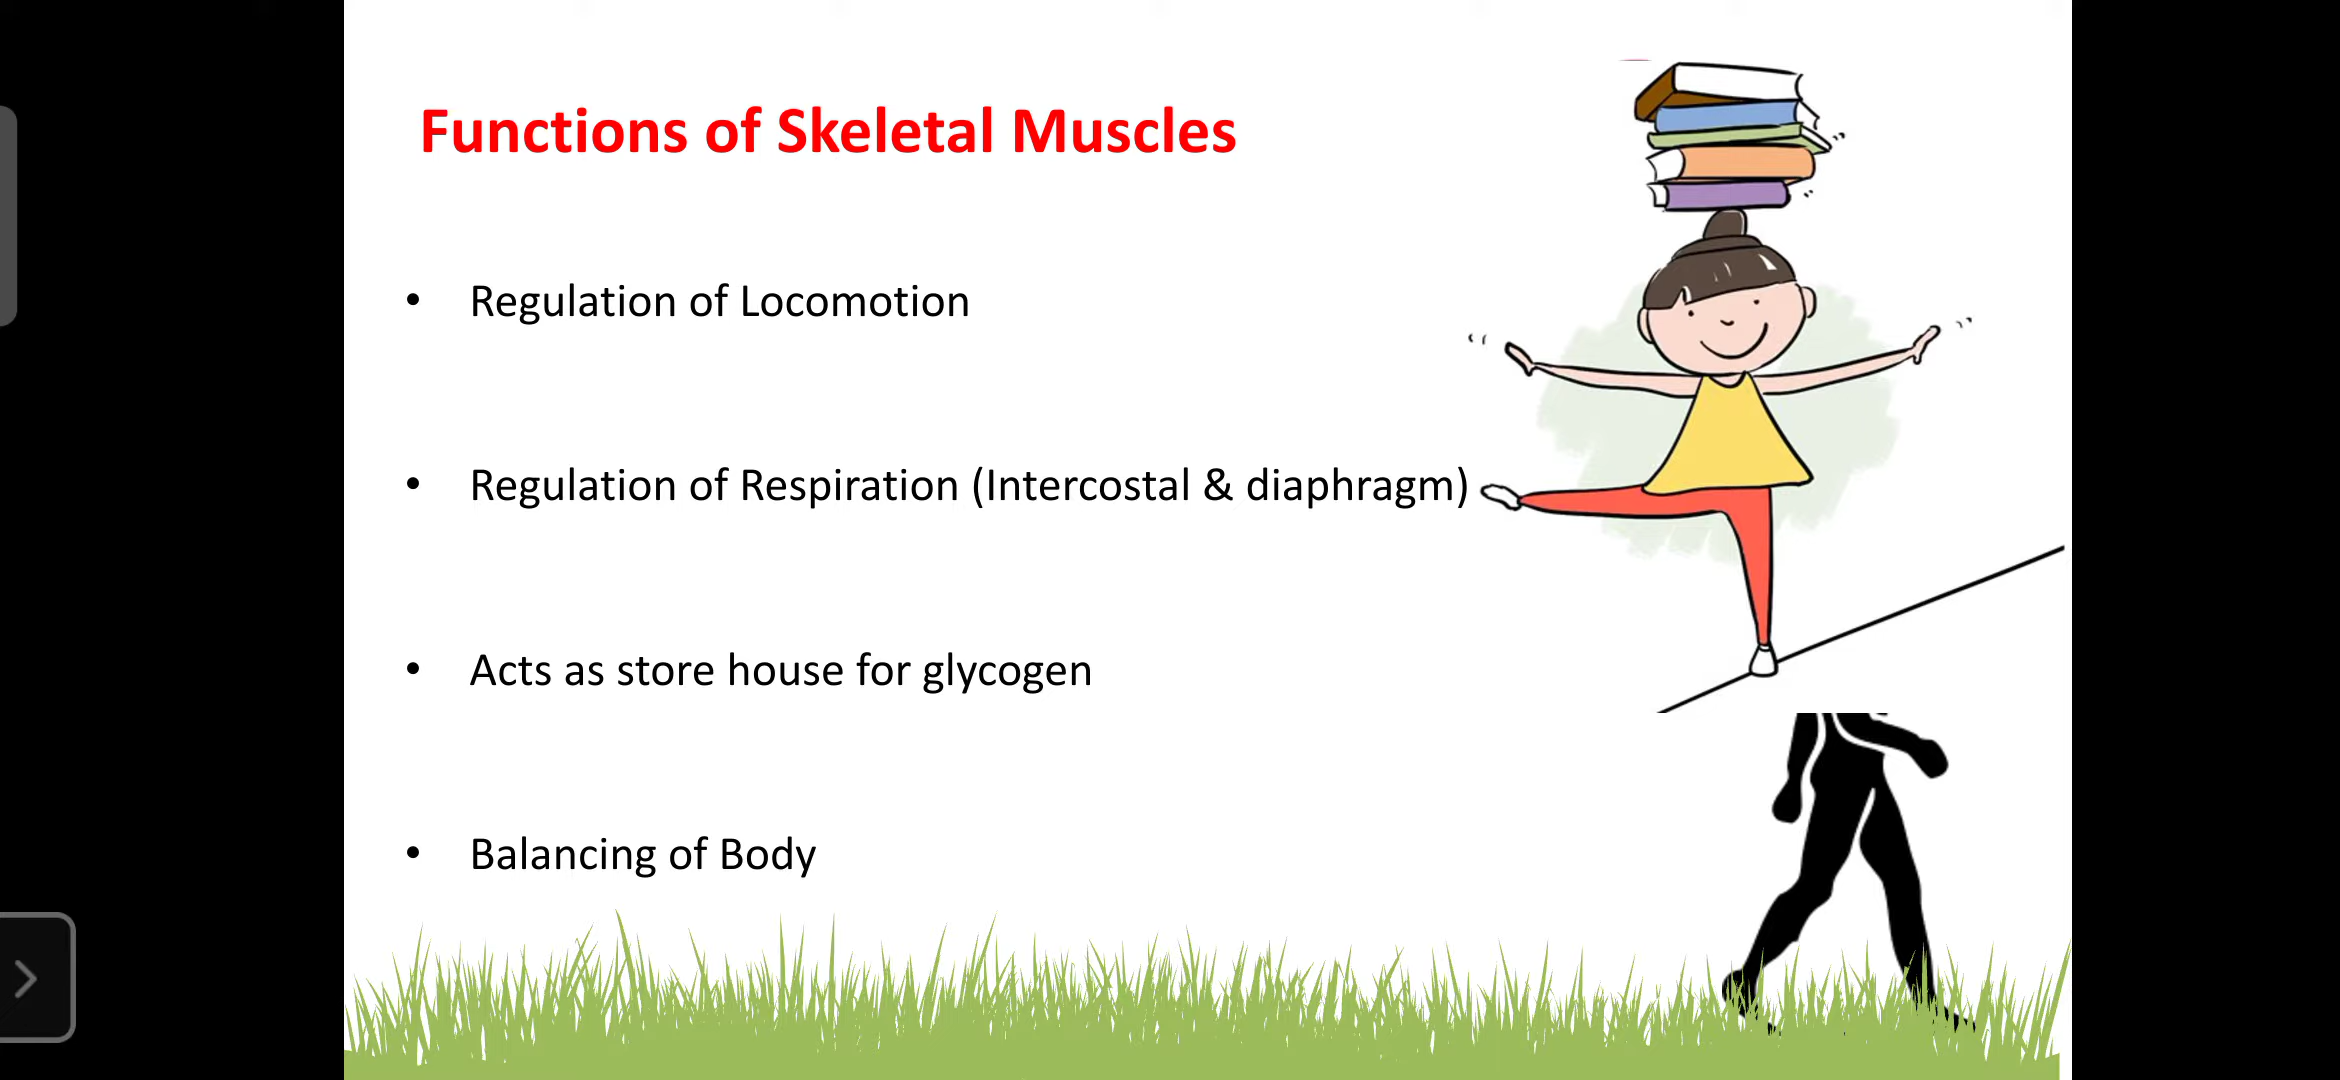 Functions of Skeletal Muscles
• Regulation of Locomotion
• Regulation of Respiration (Intercostal & diaphragm)
• Acts as store house for glycogen
• Balancing of Body